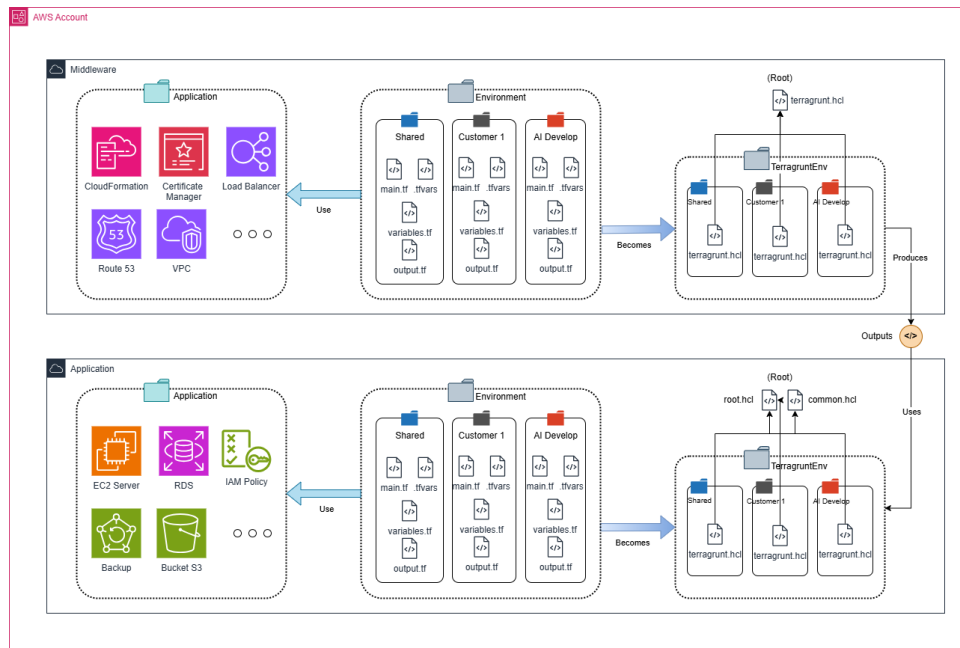 AWS Account
Middleware
Application
CloudFormation
Certificate
Manager
Load Balancer
Route 53
53
VPC
Use
Environment
Shared
main.tf .tfvars
variables.tf
output.tf
Customer 1
main.tf .tfvars
variables.tf
output.tf
AI Develop
main.tf .tfvars
variables.tf
output.tf
Becomes
(Root)
terragrunt.hcl
TerragruntEnv
Shared
terragrunt.hcl
Customer 1
terragrunt.hcl
AI Develop
terragrunt.hcl
Produces
Outputs
Uses
Application
Application
EC2 Server
RDS
IAM Policy
Backup
Bucket S3
Use
Environment
Shared
main.tf .tfvars
variables.tf
output.tf
Customer 1
main.tf .tfvars
variables.tf
output.tf
AI Develop
main.tf .tfvars
variables.tf
output.tf
Becomes
(Root)
root.hcl
common.hcl
TerragruntEnv
Shared
terragrunt.hcl
Customer 1
terragrunt.hcl
AI Develop
terragrunt.hcl